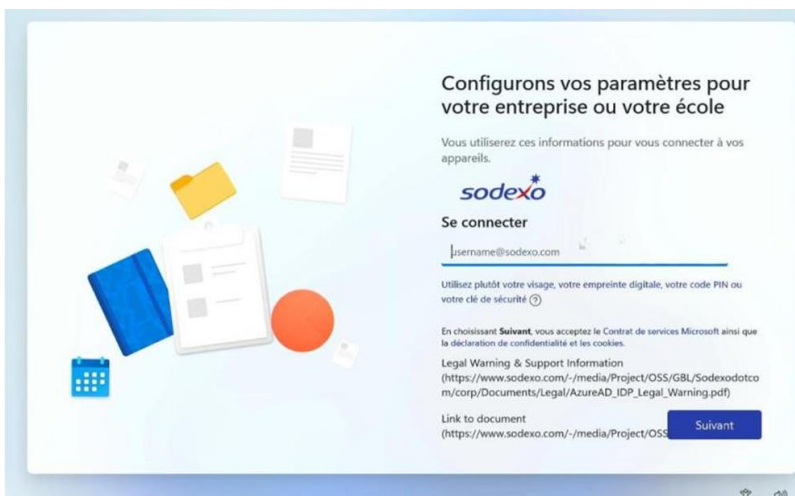 Configurons vos paramètres pour
votre entreprise ou votre école
Vous utiliserez ces informations pour vous connecter à vos
appareils.
sodexo
Se connecter
username@sodexo.com
Utilisez plutôt votre visage, votre empreinte digitale, votre code PIN ou
votre clé de sécurité
En choisissant Suivant, vous acceptez le Contrat de services Microsoft ainsi que
la déclaration de confidentialité et les cookies.
Legal Warning & Support Information
(https://www.sodexo.com/-/media/Project/OSS/GBL/Sodexodotco
m/corp/Documents/Legal/AzureAD_IDP_Legal_Warning.pdf)
Link to document
(https://www.sodexo.com/-/media/Project/OSS
Suivant